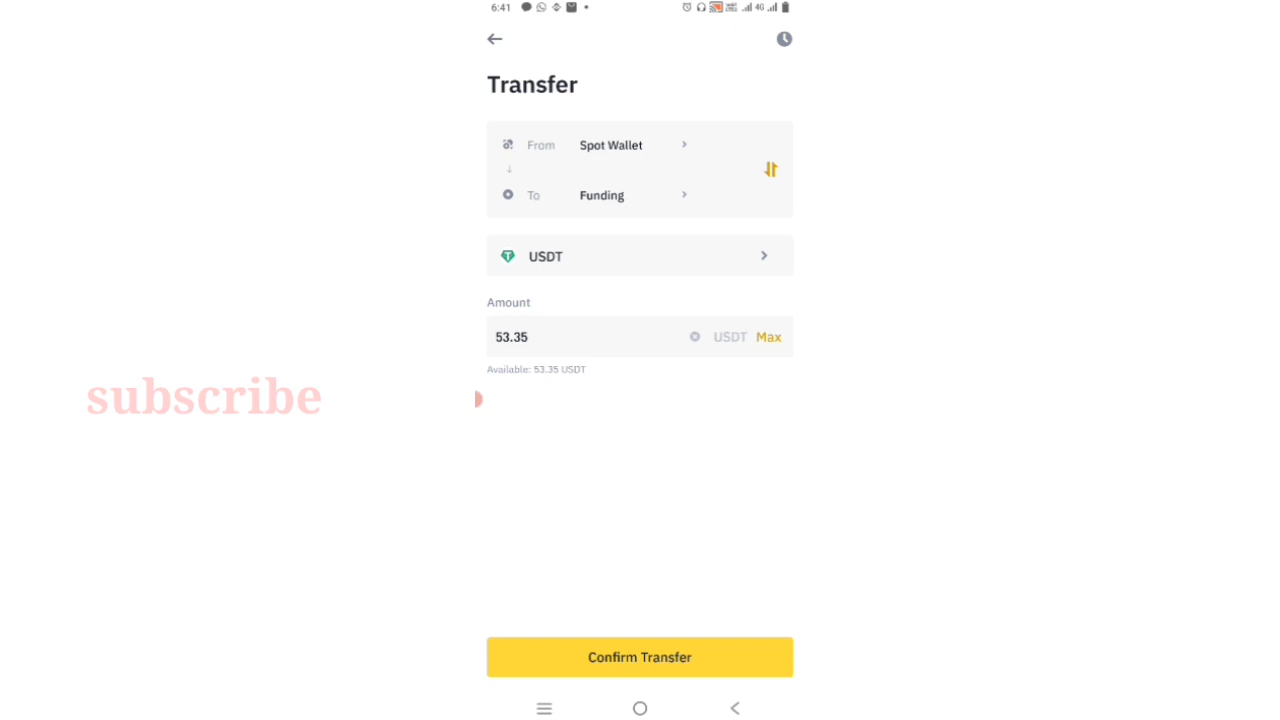 6:41
4G
Transfer
From Spot Wallet
To Funding
USDT
Amount
53.35 USDT Max
Available: 53.35 USDT
subscribe
Confirm Transfer